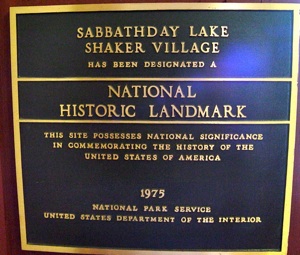 SABBATHDAY LAKE
SHAKER VILLAGE
HAS BEEN DESIGNATED A
NATIONAL
HISTORIC LANDMARK
THIS SITE POSSESSES NATIONAL SIGNIFICANCE
IN COMMEMORATING THE HISTORY OF THE
UNITED STATES OF AMERICA
1975
NATIONAL PARK SERVICE
UNITED STATES DEPARTMENT OF THE INTERIOR